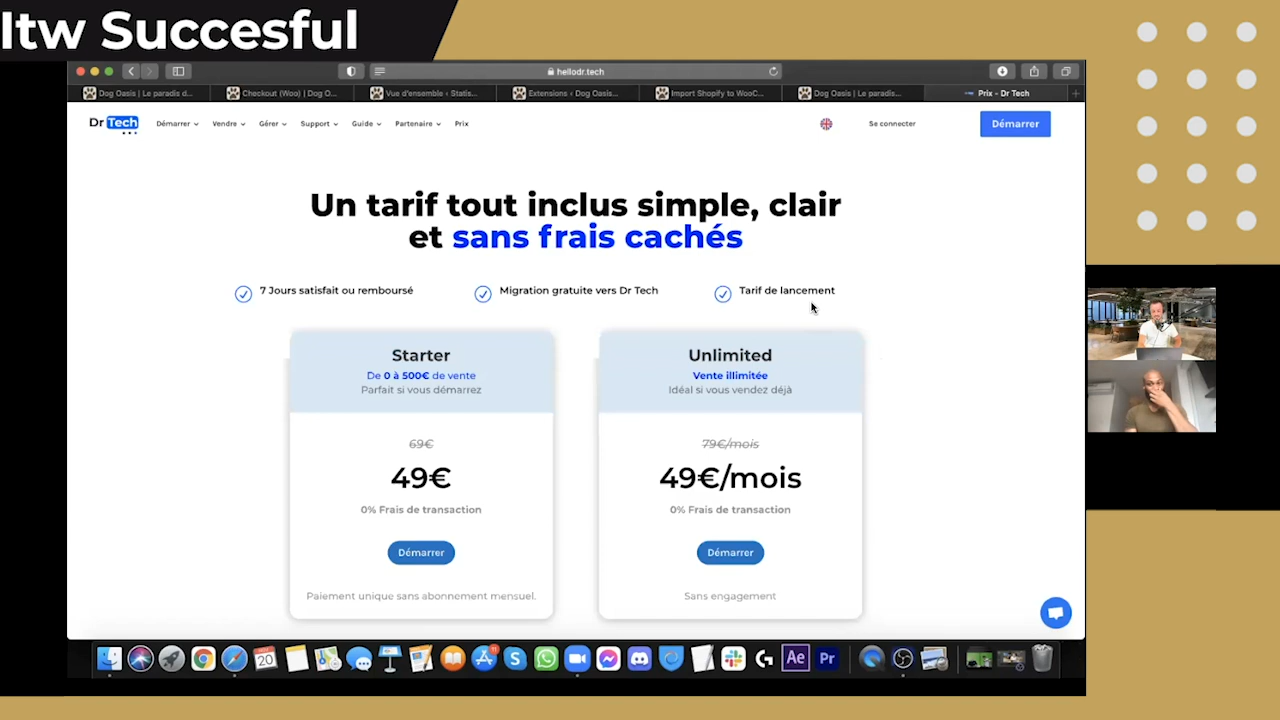 Itw Succesful
hellodr.tech
Dog Oasis | Le paradis d...
Checkout (Woo) | Dog O...
Vue d'ensemble ‹ Statis...
Extensions ‹ Dog Oasis...
Import Shopify to WooC...
Dog Oasis | Le paradis...
Prix - Dr Tech
Dr Tech
Démarrer
Vendre
Gérer
Support
Guide
Partenaire
Prix
Se connecter
Démarrer
Un tarif tout inclus simple, clair
et sans frais cachés
7 Jours satisfait ou remboursé
Migration gratuite vers Dr Tech
Tarif de lancement
Starter
De 0 à 500€ de vente
Parfait si vous démarrez
69€
49€
0% Frais de transaction
Démarrer
Paiement unique sans abonnement mensuel.
Unlimited
Vente illimitée
Idéal si vous vendez déjà
79€/mois
49€/mois
0% Frais de transaction
Démarrer
Sans engagement
20
11
Ae
Pr